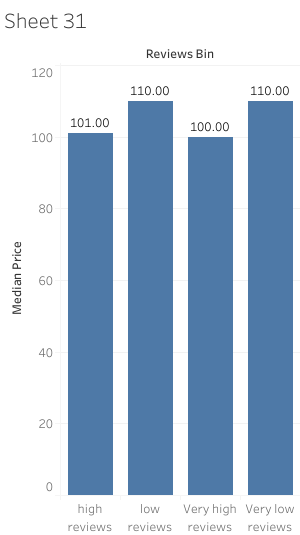 Sheet 31
Reviews Bin
120
100
80
60
40
20
0
Median Price
101.00
110.00
100.00
110.00
high
reviews
low
reviews
Very high
reviews
Very low
reviews